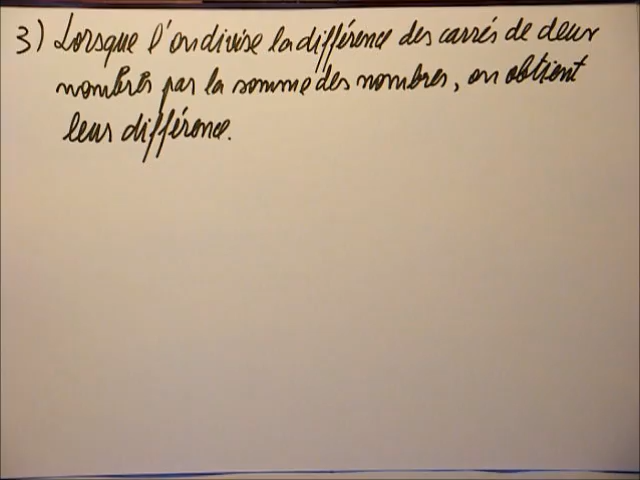 3) Lorsque l'on divise la différence des carrés de deux
nombres par la somme des nombres, on obtient
leur différence.